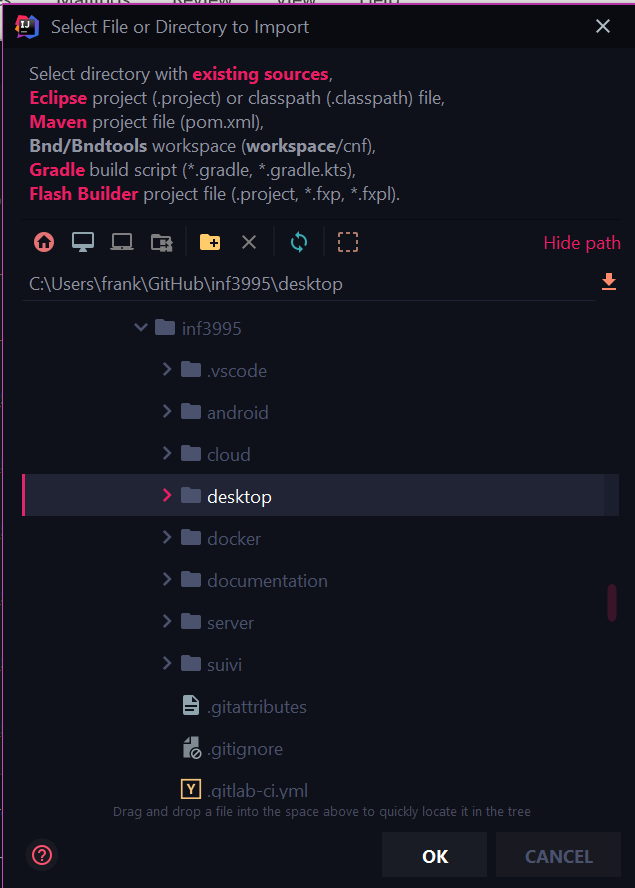 Select File or Directory to Import
Select directory with existing sources,
Eclipse project (.project) or classpath (.classpath) file,
Maven project file (pom.xml),
Bnd/Bndtools workspace (workspace/cnf),
Gradle build script (*.gradle, *.gradle.kts),
Flash Builder project file (.project, *.fxp, *.fxpl).
Hide path
C:\Users\frank\GitHub\inf3995\desktop
inf3995
.vscode
android
cloud
desktop
docker
documentation
server
suivi
.gitattributes
.gitignore
.gitlab-ci.yml
Drag and drop a file into the space above to quickly locate it in the tree
OK
CANCEL